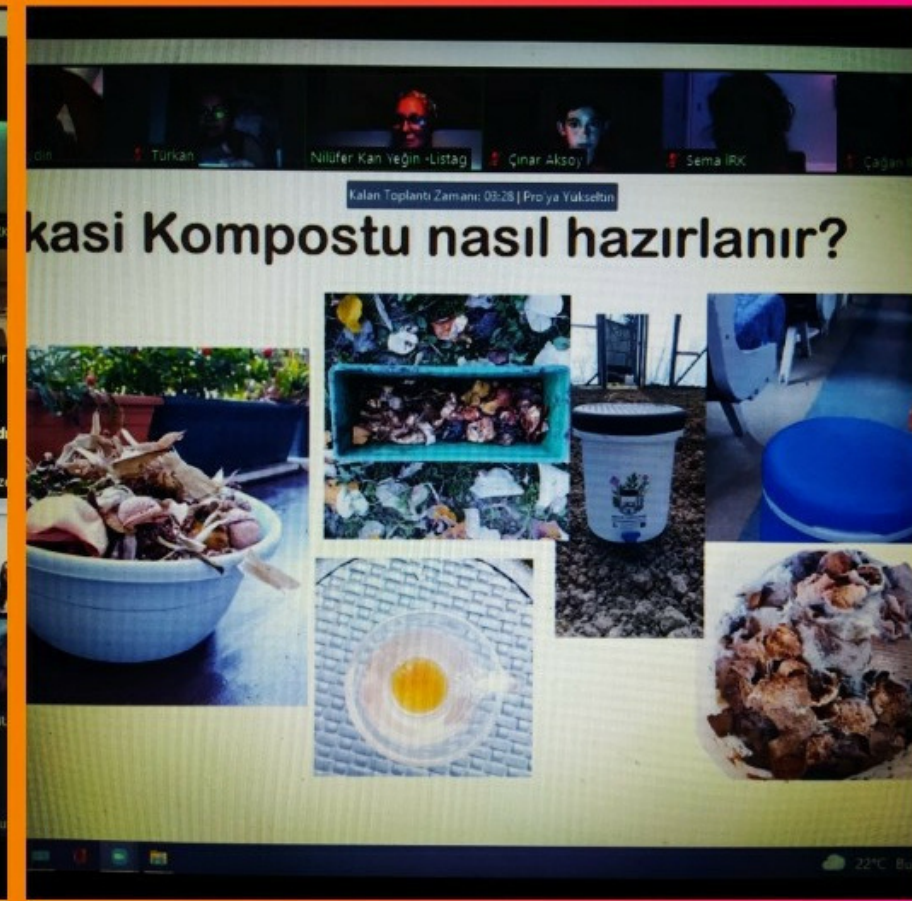 Türkan
Nilüfer Kan Yeğin -Listag
Çınar Aksoy
Sema IRK
Çağan
Kalan Toplantı Zamanı: 03:28 | Pro'ya Yükseltin
kasi Kompostu nasıl hazırlanır?
22°C